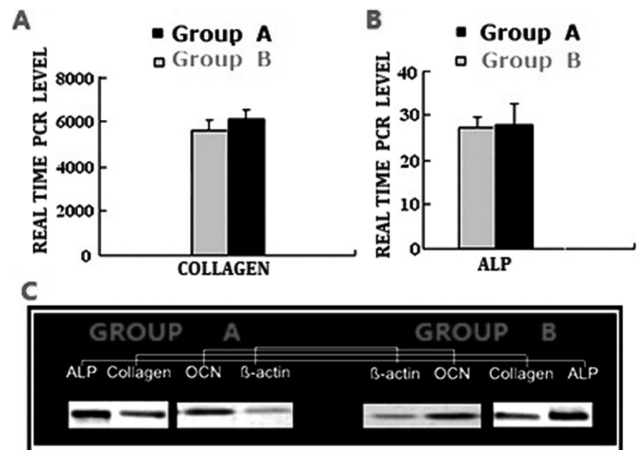 A
■ Group A
□ Group B
REAL TIME PCR LEVEL
8000
6000
4000
2000
0
COLLAGEN
B
■ Group A
□ Group B
REAL TIME PCR LEVEL
40
30
20
10
0
ALP
C
GROUP A GROUP B
ALP Collagen OCN ß-actin ß-actin OCN Collagen ALP